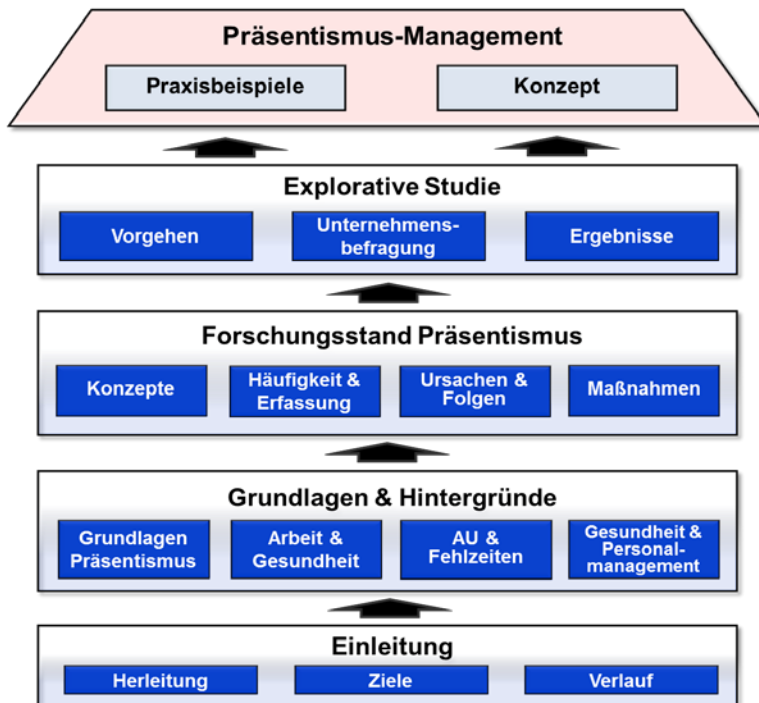 Präsentismus-Management
Praxisbeispiele
Konzept
Explorative Studie
Vorgehen
Unternehmens-
befragung
Ergebnisse
Forschungsstand Präsentismus
Konzepte
Häufigkeit &
Erfassung
Ursachen &
Folgen
Maßnahmen
Grundlagen & Hintergründe
Grundlagen
Präsentismus
Arbeit &
Gesundheit
AU &
Fehlzeiten
Gesundheit &
Personal-
management
Einleitung
Herleitung
Ziele
Verlauf